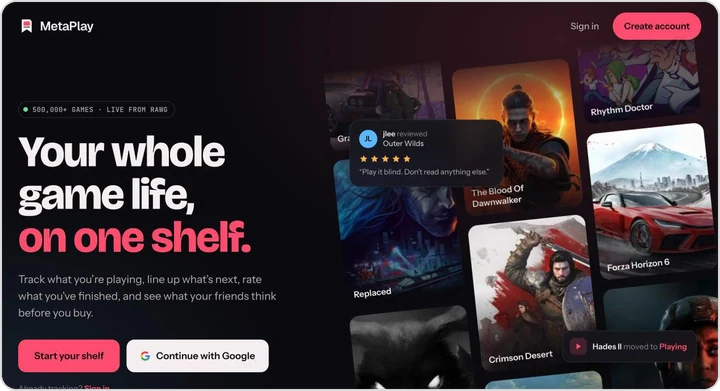 MetaPlay
Sign in
Create account
500,000+ GAMES · LIVE FROM RAWG
Your whole
game life,
on one shelf.
Track what you're playing, line up what's next, rate
what you've finished, and see what your friends think
before you buy.
Start your shelf
G Continue with Google
Already tracking? Sign in
Rhythm Doctor
JL
jlee reviewed
Outer Wilds
"Play it blind. Don't read anything else."
The Blood Of
Dawnwalker
Forza Horizon 6
Replaced
Crimson Desert
Hades II moved to Playing